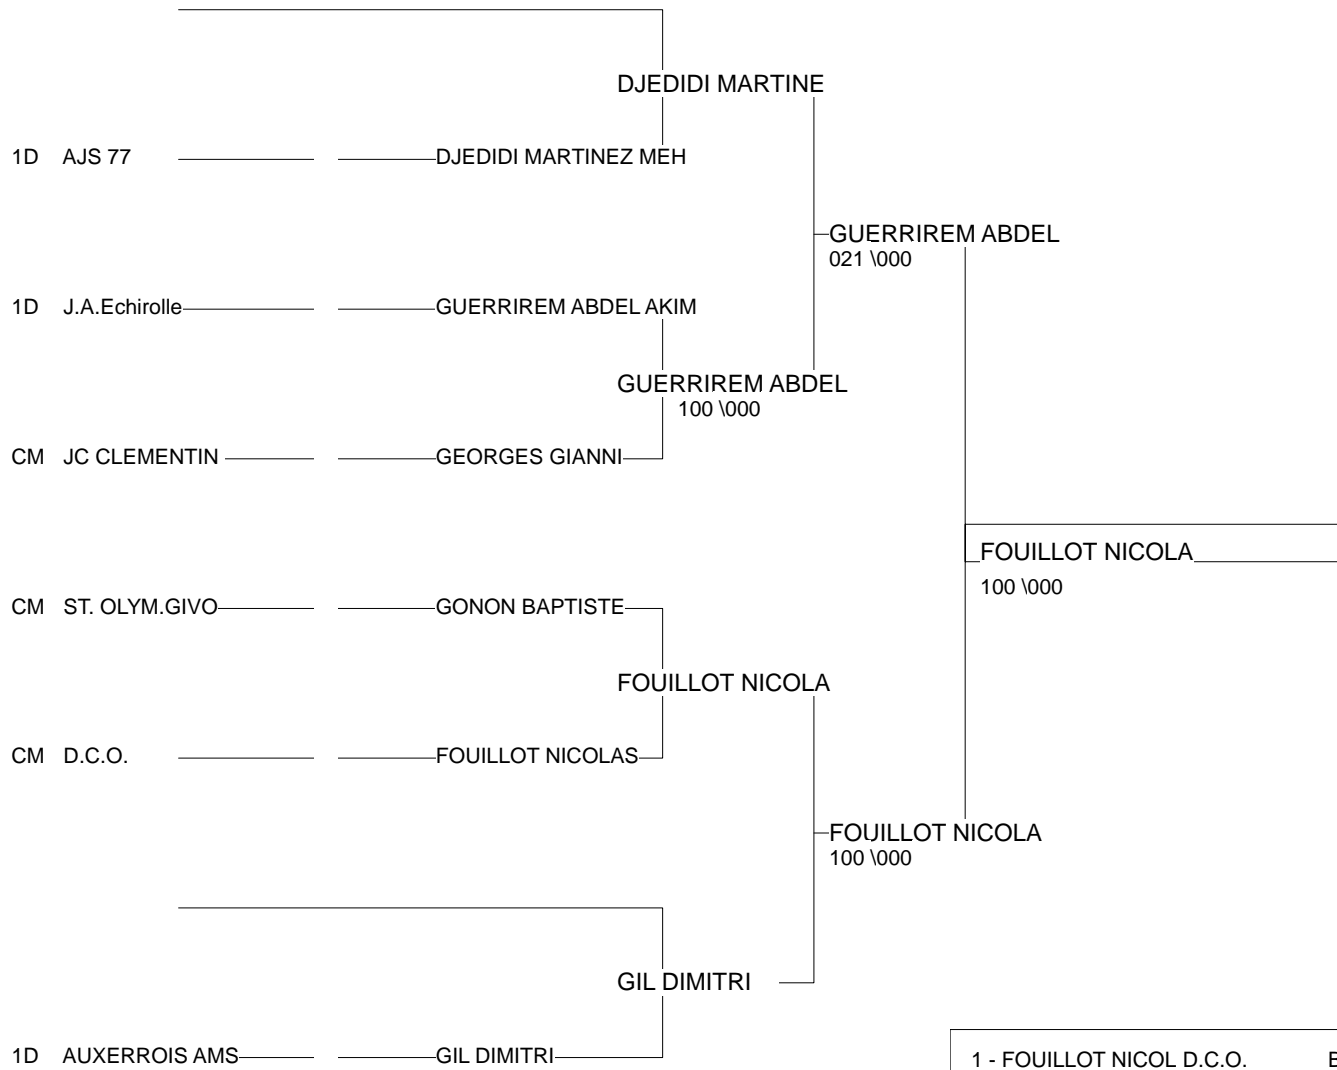 DJEDIDI MARTINE
1D AJS 77 DJEDIDI MARTINEZ MEH
GUERRIREM ABDEL
021 \000
1D J.A.Echirolle GUERRIREM ABDEL AKIM
GUERRIREM ABDEL
100 \000
CM JC CLEMENTIN GEORGES GIANNI
FOUILLOT NICOLA
100 \000
CM ST. OLYM.GIVO GONON BAPTISTE
FOUILLOT NICOLA
CM D.C.O. FOUILLOT NICOLAS
FOUILLOT NICOLA
100 \000
GIL DIMITRI
1D AUXERROIS AMS GIL DIMITRI
1 - FOUILLOT NICOL D.C.O.